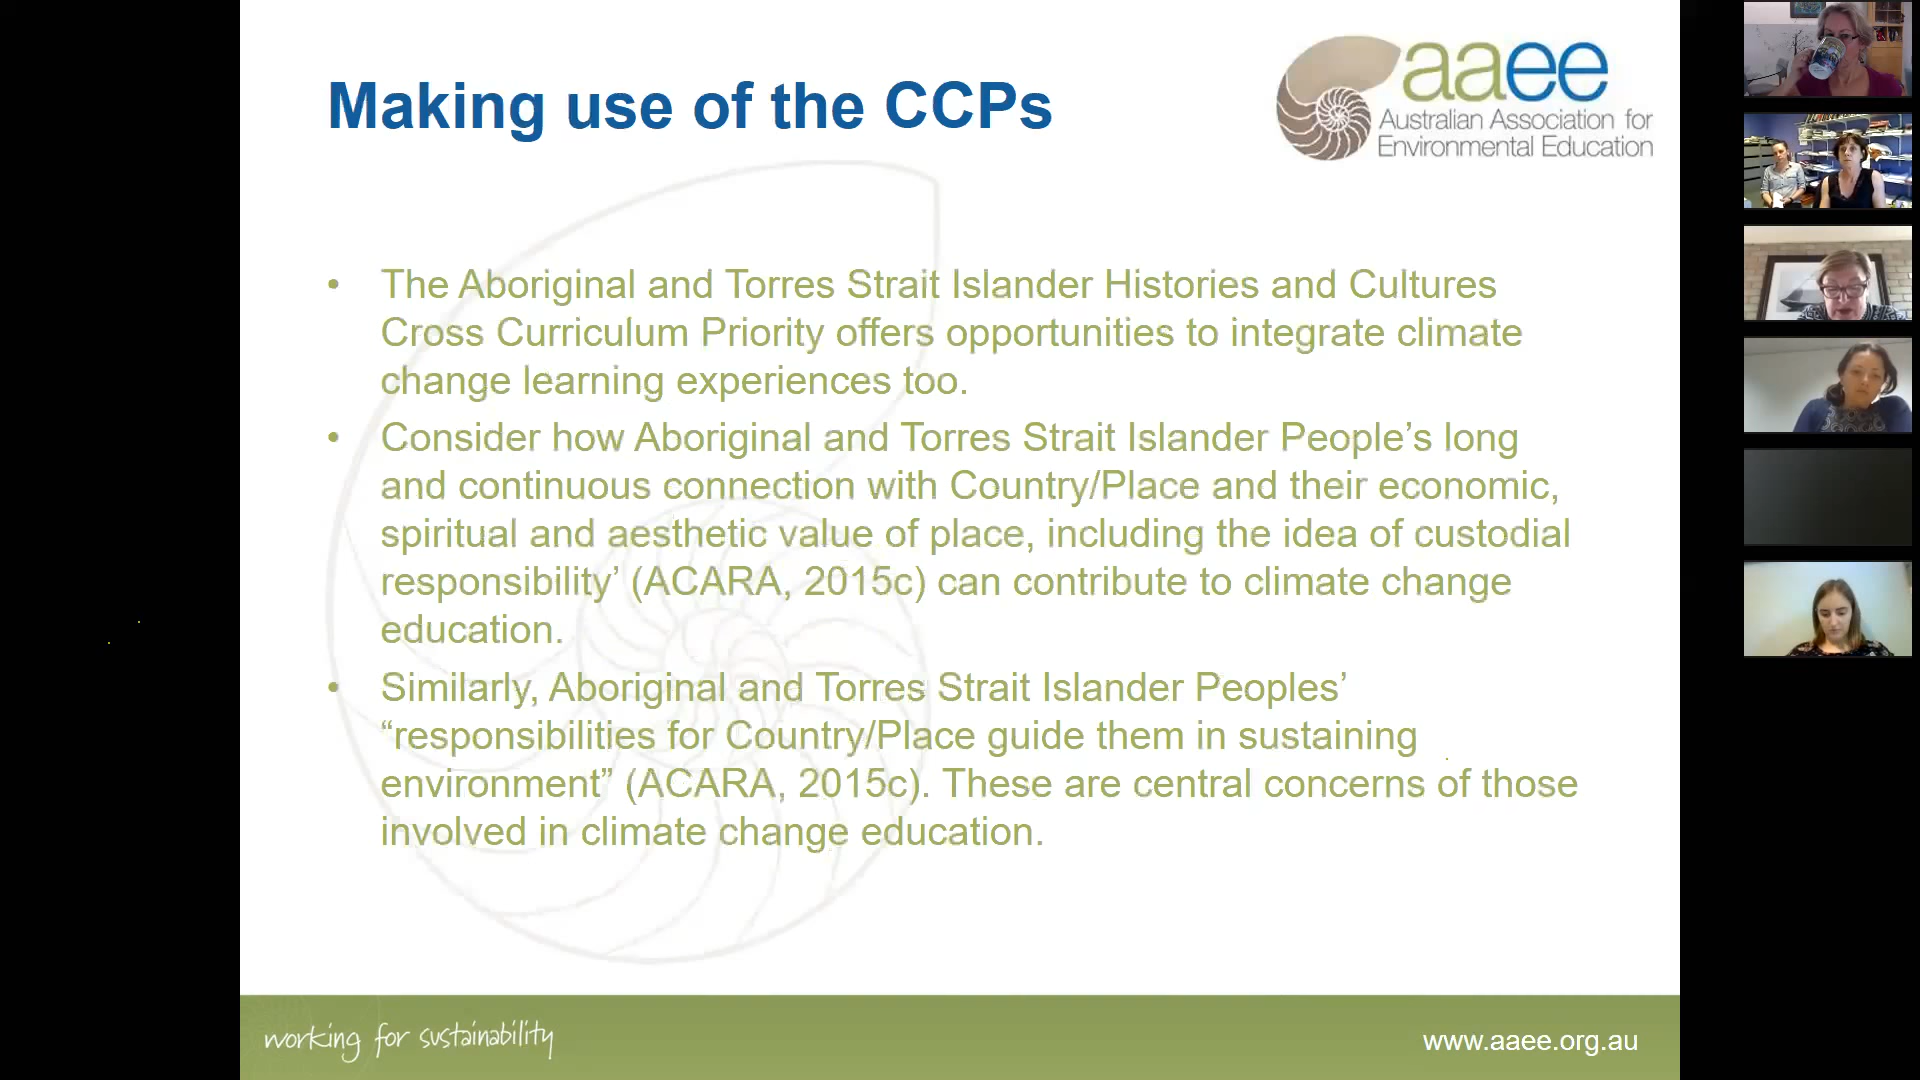 Making use of the CCPs
aaee
Australian Association for
Environmental Education
• The Aboriginal and Torres Strait Islander Histories and Cultures
Cross Curriculum Priority offers opportunities to integrate climate
change learning experiences too.
• Consider how Aboriginal and Torres Strait Islander People’s long
and continuous connection with Country/Place and their economic,
spiritual and aesthetic value of place, including the idea of custodial
responsibility’ (ACARA, 2015c) can contribute to climate change
education.
• Similarly, Aboriginal and Torres Strait Islander Peoples’
“responsibilities for Country/Place guide them in sustaining
environment” (ACARA, 2015c). These are central concerns of those
involved in climate change education.
working for sustainability
www.aaee.org.au